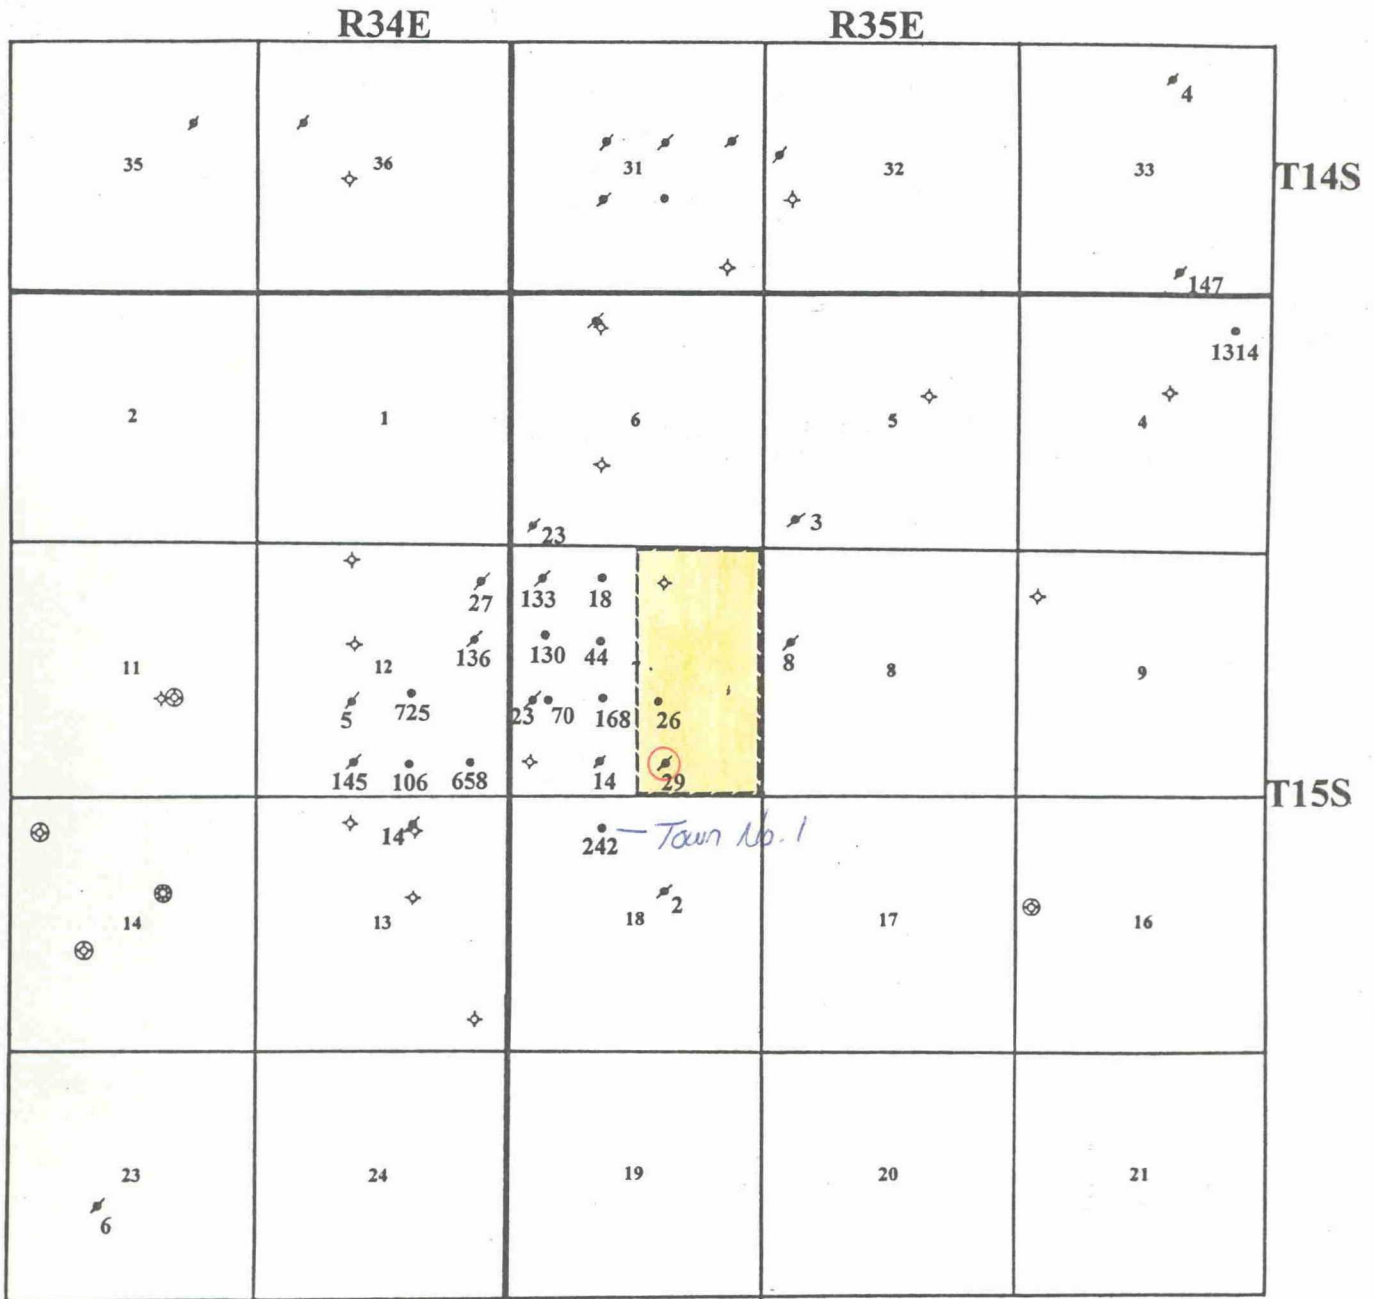 R34E R35E
4
35 36 31 32 33 T14S
147
1314
2 1 6 5 4
23 3
27 133 18
136 130 44 8
11 12 7 8 9
5 725 23 70 168 26
145 106 658 14 29
T15S
14 242 Town No. 1
2
14 13 18 17 16
23 24 19 20 21
6